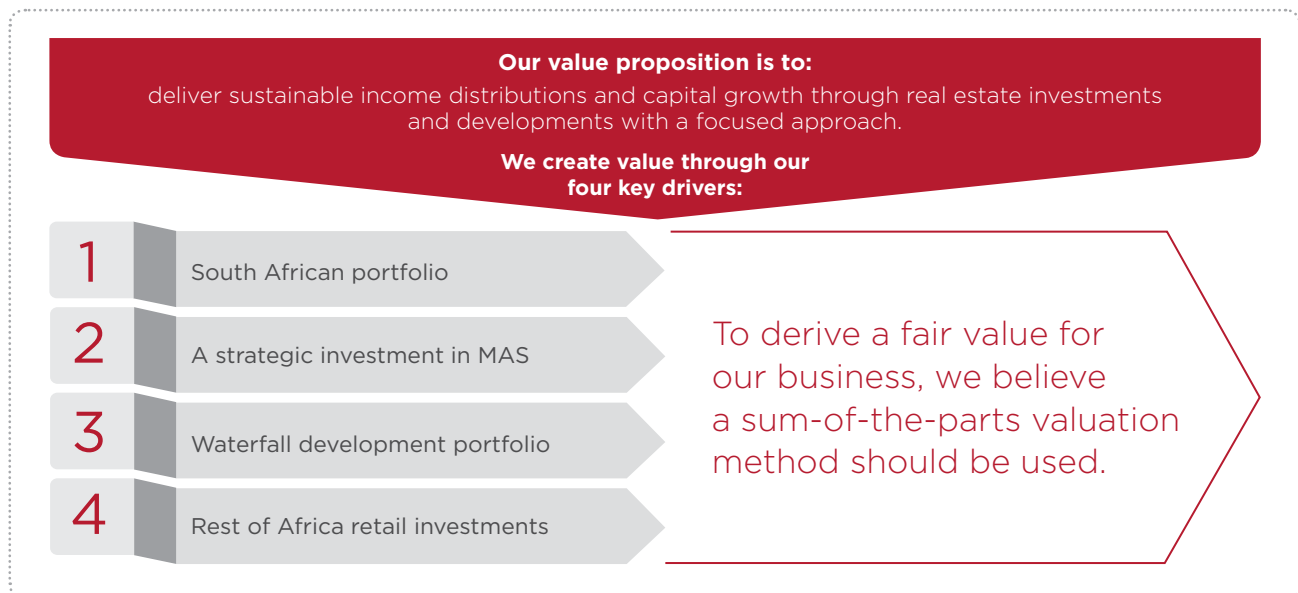 Our value proposition is to:
deliver sustainable income distributions and capital growth through real estate investments
and developments with a focused approach.
We create value through our
four key drivers:
1
South African portfolio
2
A strategic investment in MAS
3
Waterfall development portfolio
4
Rest of Africa retail investments
To derive a fair value for
our business, we believe
a sum-of-the-parts valuation
method should be used.